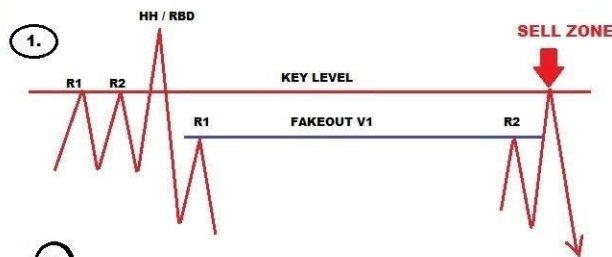 HH / RBD
1.
SELL ZONE
R1
R2
KEY LEVEL
R1
FAKEOUT V1
R2